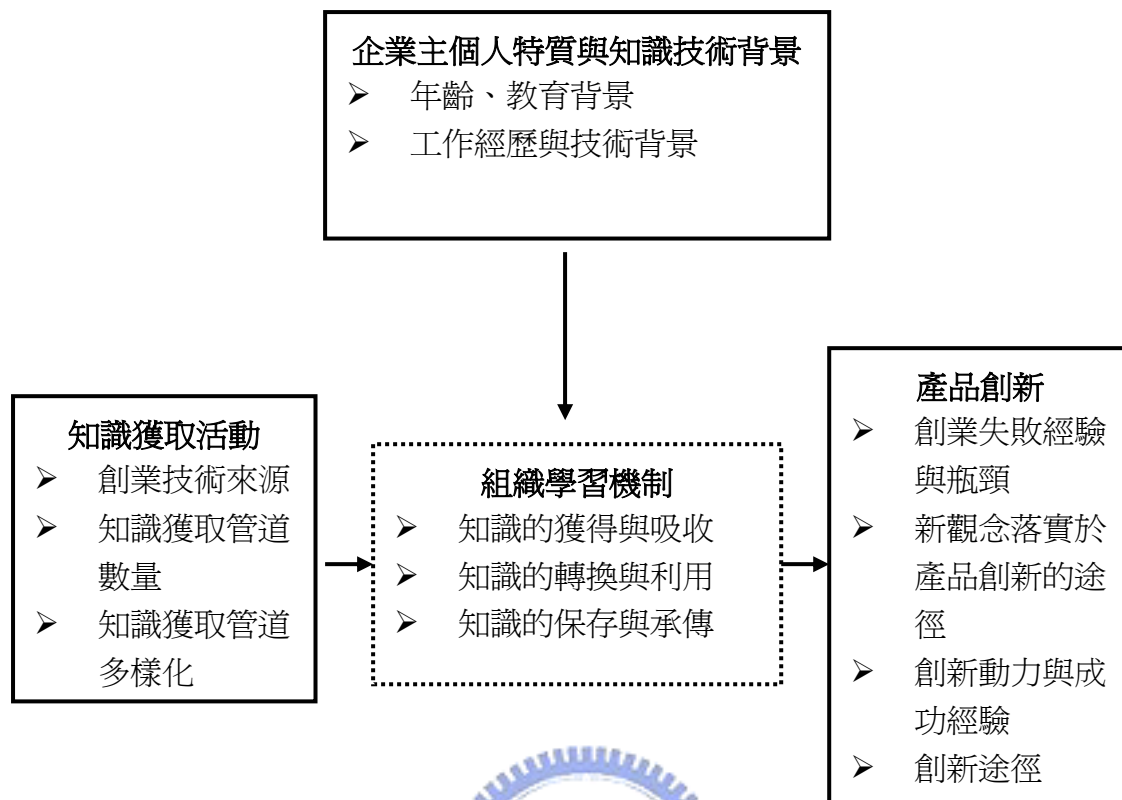 企業主個人特質與知識技術背景
➢ 年齡、教育背景
➢ 工作經歷與技術背景
知識獲取活動
➢ 創業技術來源
➢ 知識獲取管道
數量
➢ 知識獲取管道
多樣化
組織學習機制
➢ 知識的獲得與吸收
➢ 知識的轉換與利用
➢ 知識的保存與承傳
產品創新
➢ 創業失敗經驗
與瓶頸
➢ 新觀念落實於
產品創新的途
徑
➢ 創新動力與成
功經驗
➢ 創新途徑